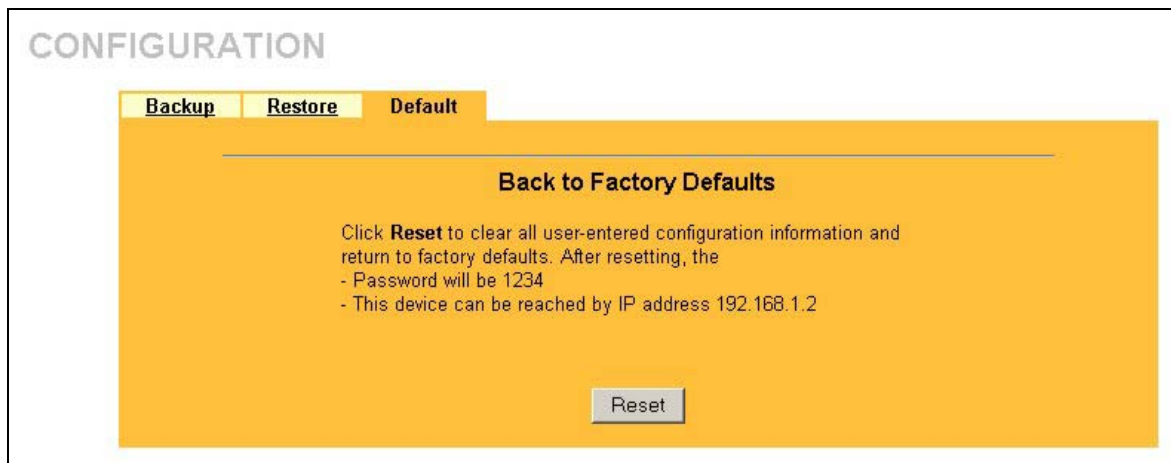 CONFIGURATION
Backup Restore Default
Back to Factory Defaults
Click Reset to clear all user-entered configuration information and
return to factory defaults. After resetting, the
- Password will be 1234
- This device can be reached by IP address 192.168.1.2
Reset